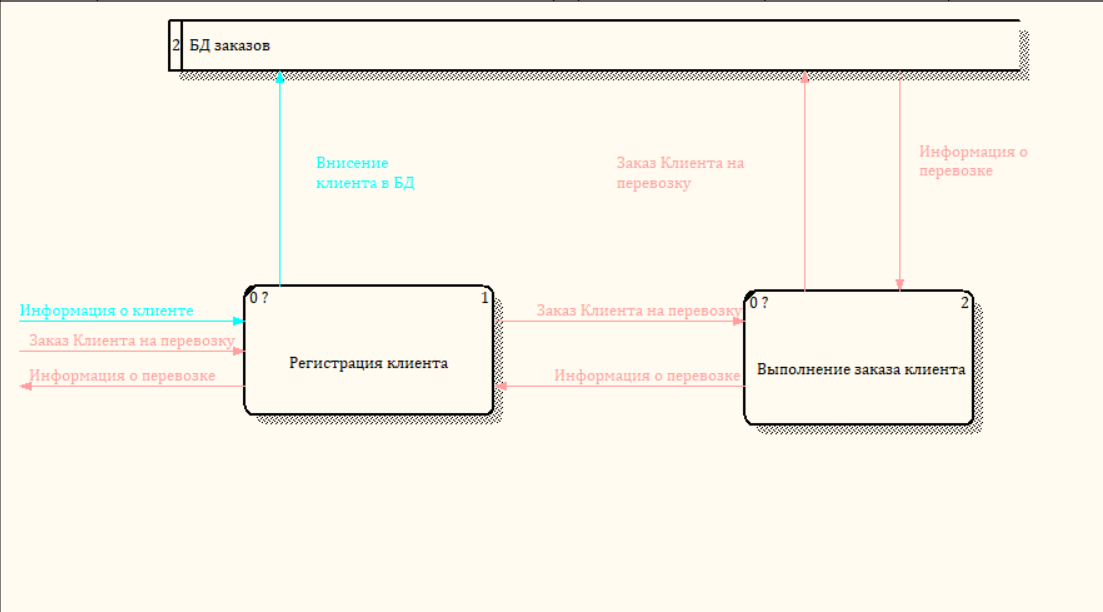 2 БД заказов
Внисение
клиента в БД
Заказ Клиента на
перевозку
Информация о
перевозке
0 ? 1
Информация о клиенте
Заказ Клиента на перевозку
Информация о перевозке
Регистрация клиента
Заказ Клиента на перевозку
Информация о перевозке
0 ? 2
Выполнение заказа клиента